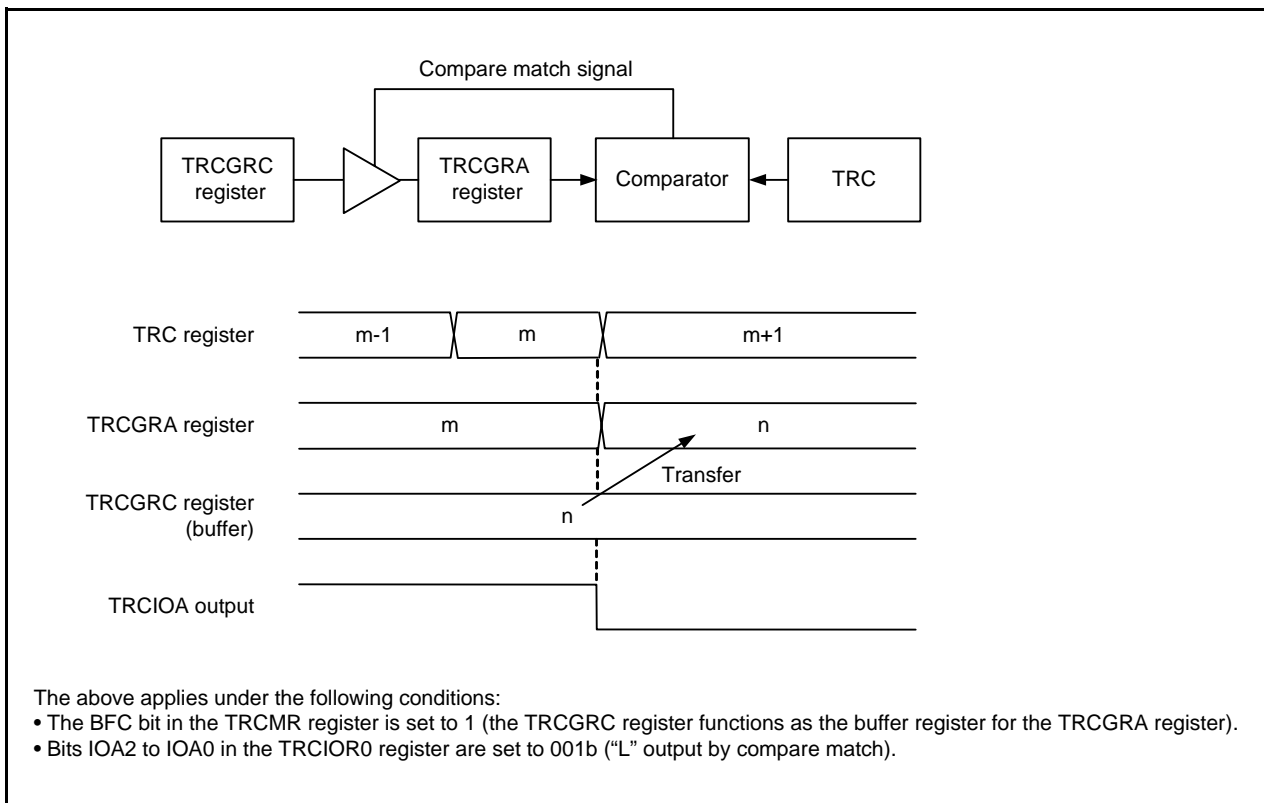 Compare match signal
TRCGRC
register
TRCGRA
register
Comparator
TRC
TRC register
m-1
m
m+1
TRCGRA register
m
n
Transfer
TRCGRC register
(buffer)
n
TRCIOA output
The above applies under the following conditions:
• The BFC bit in the TRCMR register is set to 1 (the TRCGRC register functions as the buffer register for the TRCGRA register).
• Bits IOA2 to IOA0 in the TRCIOR0 register are set to 001b (“L” output by compare match).